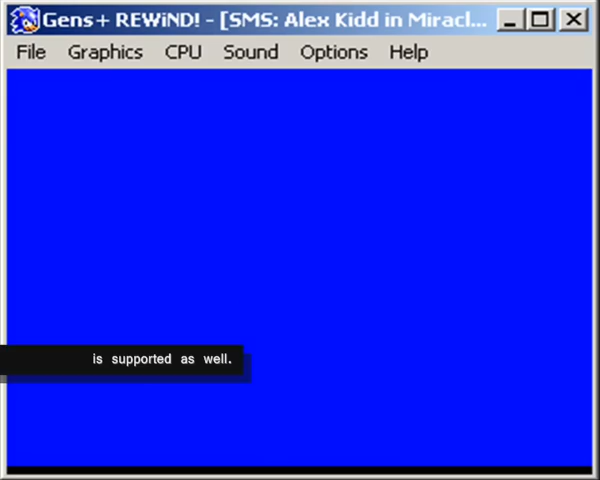 Gens+ REWiND! - [SMS: Alex Kidd in Miracl...
File Graphics CPU Sound Options Help
is supported as well.